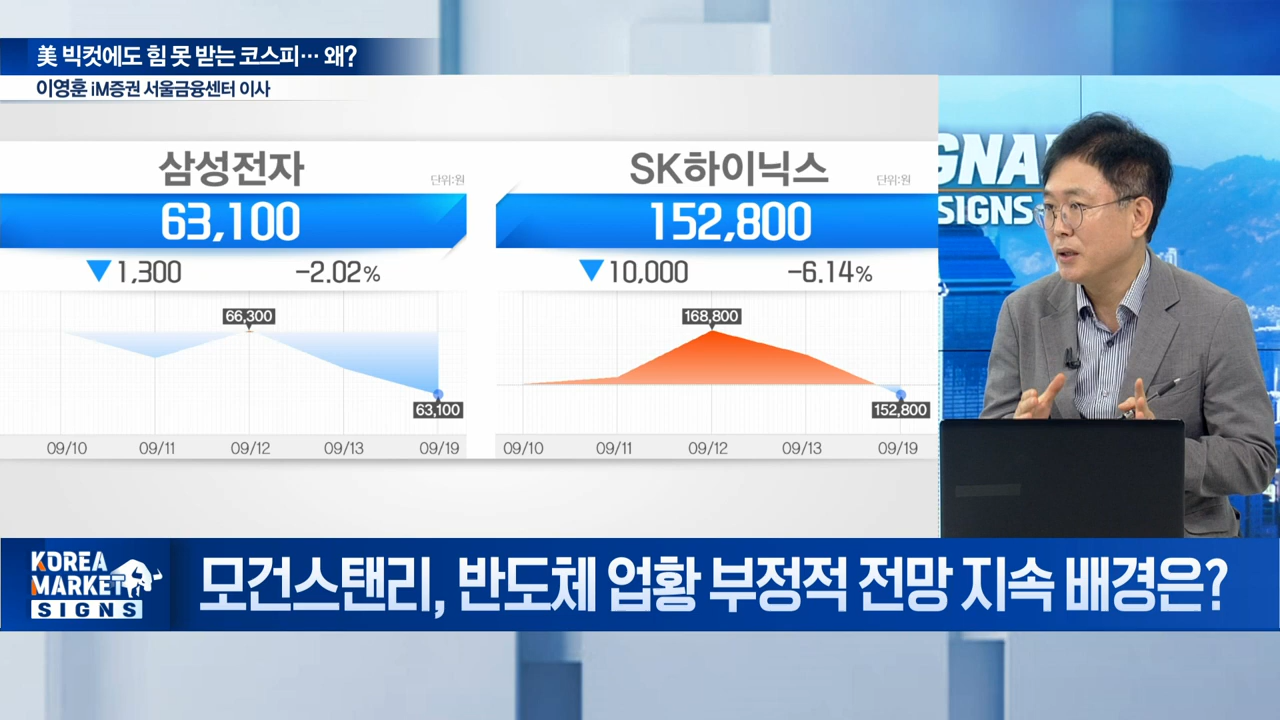 美 빅컷에도 힘 못 받는 코스피… 왜?
이영훈 iM증권 서울금융센터 이사
삼성전자
단위:원
63,100
▼1,300 -2.02%
66,300
63,100
09/10 09/11 09/12 09/13 09/19
SK하이닉스
단위:원
152,800
▼10,000 -6.14%
168,800
152,800
09/10 09/11 09/12 09/13 09/19
SIGNS
KOREA
MARKET
SIGNS
모건스탠리, 반도체 업황 부정적 전망 지속 배경은?